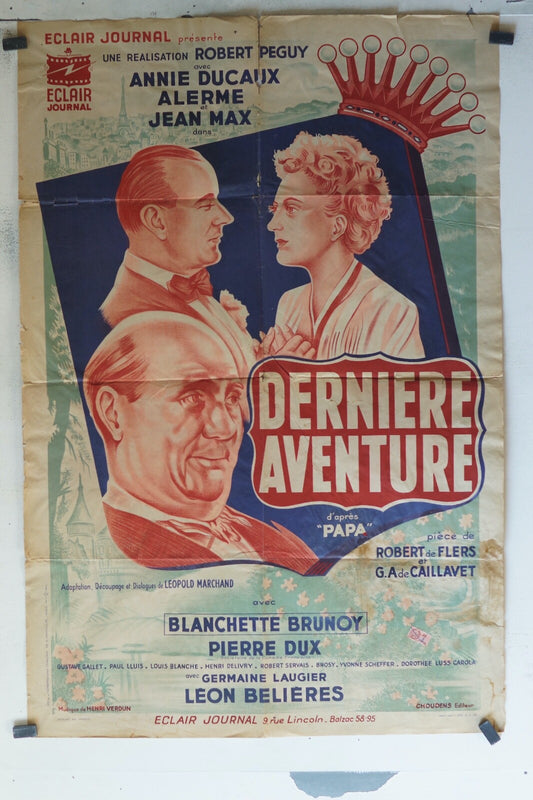 ECLAIR JOURNAL présente
UNE REALISATION ROBERT PEGUY
avec
ANNIE DUCAUX
ALERME
et
JEAN MAX
dans
ECLAIR
JOURNAL
DERNIERE
AVENTURE
d'après
"PAPA"
pièce de
ROBERT de FLERS
et
G.A de CAILLAVET
Adaptation, Découpage et Dialogues de LEOPOLD MARCHAND
avec
BLANCHETTE BRUNOY
PIERRE DUX
GUSTAVE GALLET. PAUL LLUIS. LOUIS BLANCHE. HENRI DELIVRY. ROBERT SERVAIS. BROSY. YVONNE SCHEFFER. DOROTHEE LUSS CAROLA
avec GERMAINE LAUGIER
LÉON BELIÈRES
Musique de HENRI VERDUN
CHOUDENS Editeur
ECLAIR JOURNAL 9 rue Lincoln. Balzac 58-95